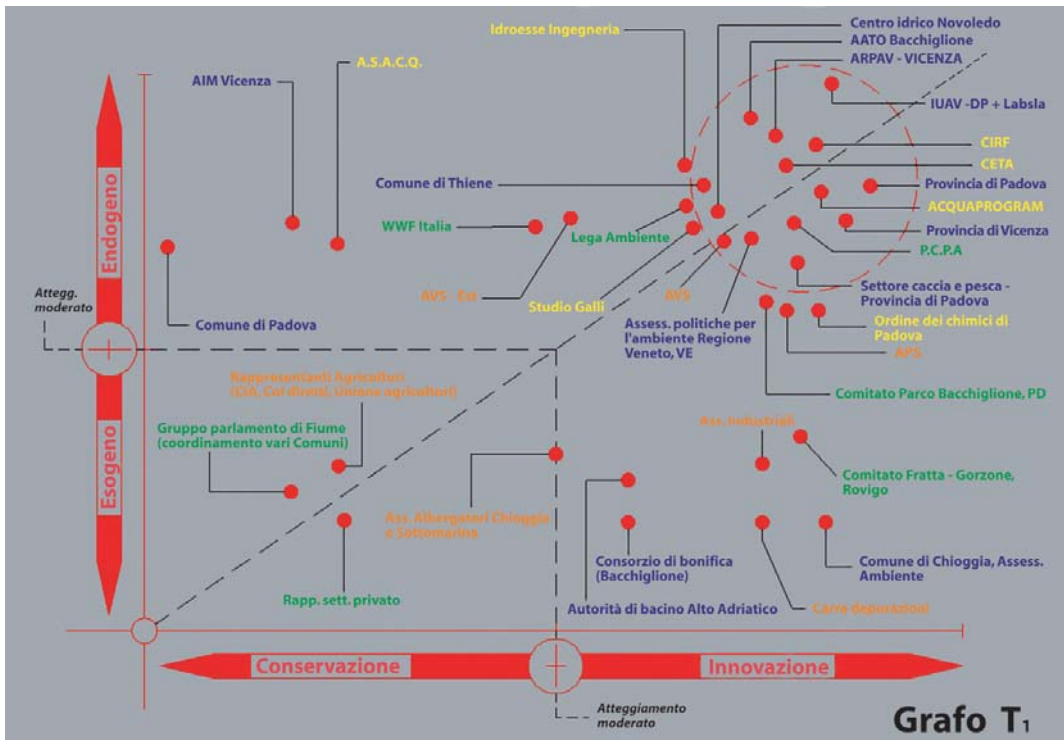 Centro idrico Novoledo
Idroesse Ingegneria
AATO Bacchiglione
A.S.A.C.Q.
ARPAV - VICENZA
AIM Vicenza
IUAV -DP + Labsla
CIRF
CETA
Comune di Thiene
Provincia di Padova
ACQUAPROGRAM
WWF Italia
Lega Ambiente
Provincia di Vicenza
P.C.P.A
Endogeno
Settore caccia e pesca -
Provincia di Padova
AVS - Csr
Studio Galli
AVS
Attegg.
moderato
Comune di Padova
Assess. politiche per
l'ambiente Regione
Veneto, VE
Ordine dei chimici di
Padova
APS
Rappresentanti Agricoltori
(CIA, Col diretti, Unione agricoltori)
Comitato Parco Bacchiglione, PD
Gruppo parlamento di Fiume
(coordinamento vari Comuni)
Ass. Industriali
Esogeno
Comitato Fratta - Gorzone,
Rovigo
Ass. Albergatori Chioggia
e Sottomarina
Consorzio di bonifica
(Bacchiglione)
Comune di Chioggia, Assess.
Ambiente
Rapp. sett. privato
Autorità di bacino Alto Adriatico
Carra depurazioni
Conservazione
Innovazione
Atteggiamento
moderato
Grafo T1